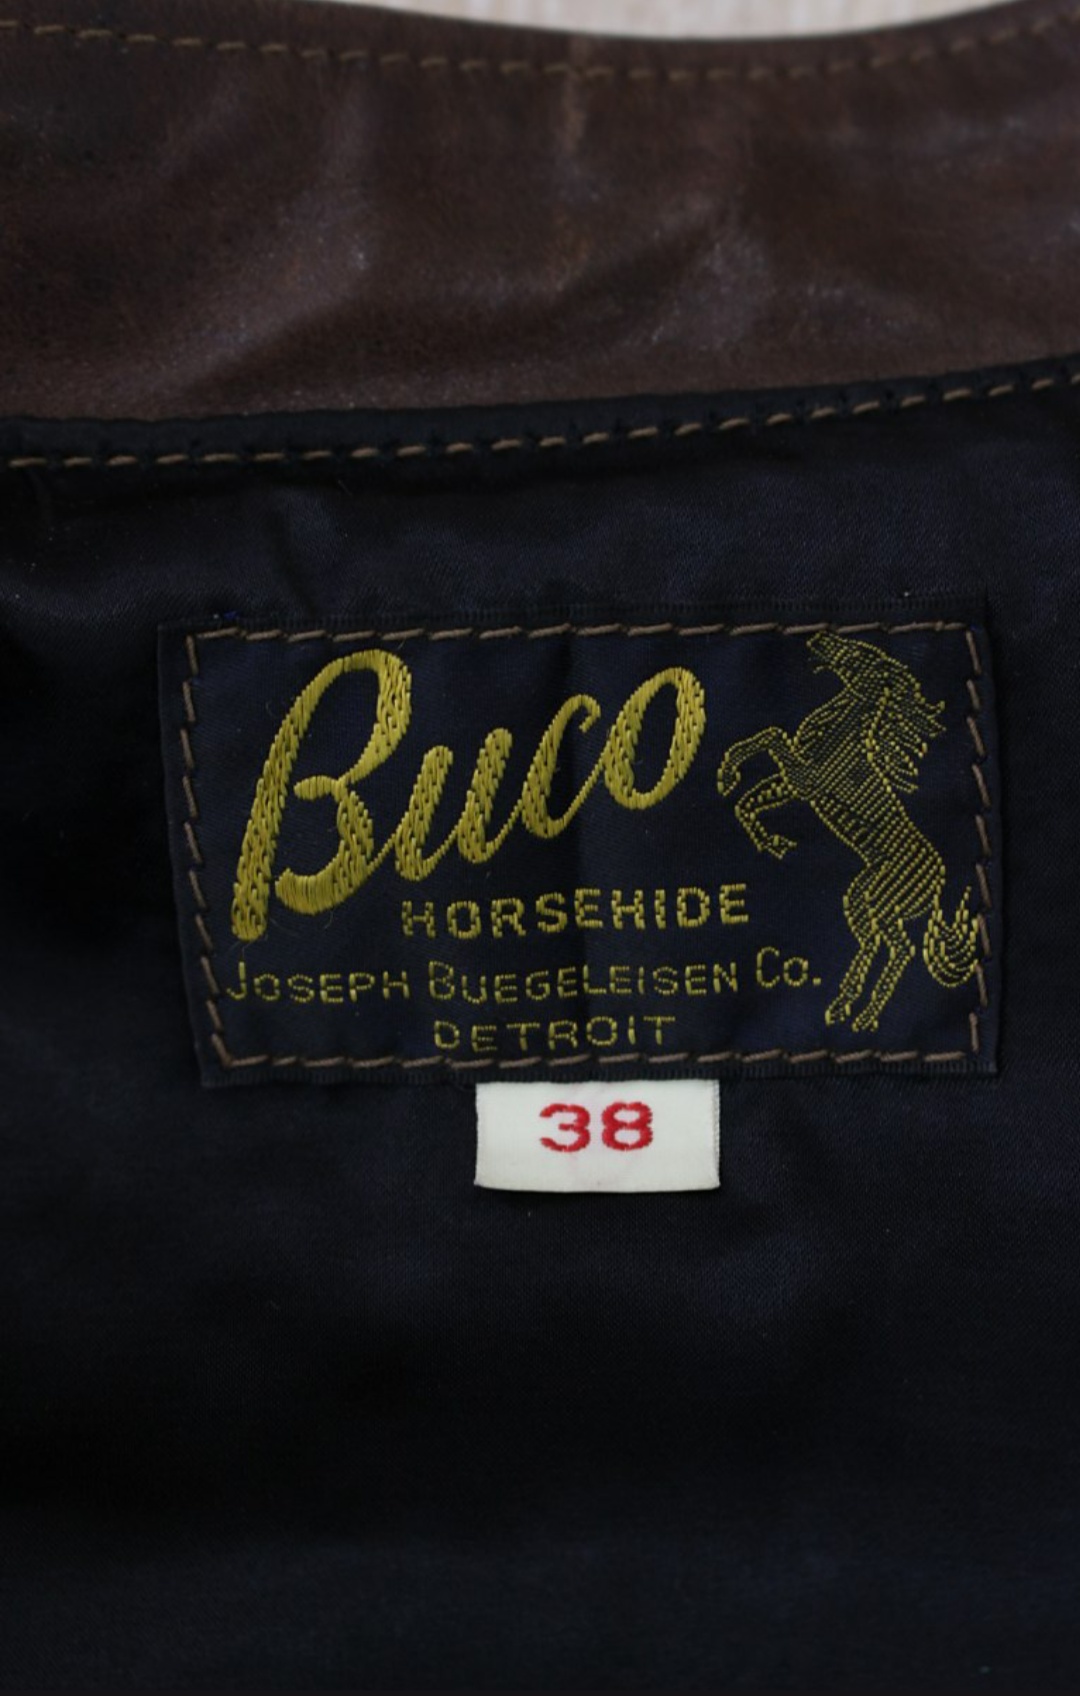 Buco
HORSEHIDE
JOSEPH BUEGELEISEN CO.
DETROIT
38